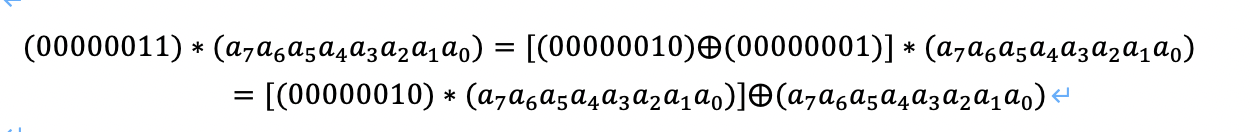 (00000011) ∗ (a₇a₆a₅a₄a₃a₂a₁a₀) = [(00000010)⊕(00000001)] ∗ (a₇a₆a₅a₄a₃a₂a₁a₀)
= [(00000010) ∗ (a₇a₆a₅a₄a₃a₂a₁a₀)]⊕(a₇a₆a₅a₄a₃a₂a₁a₀)